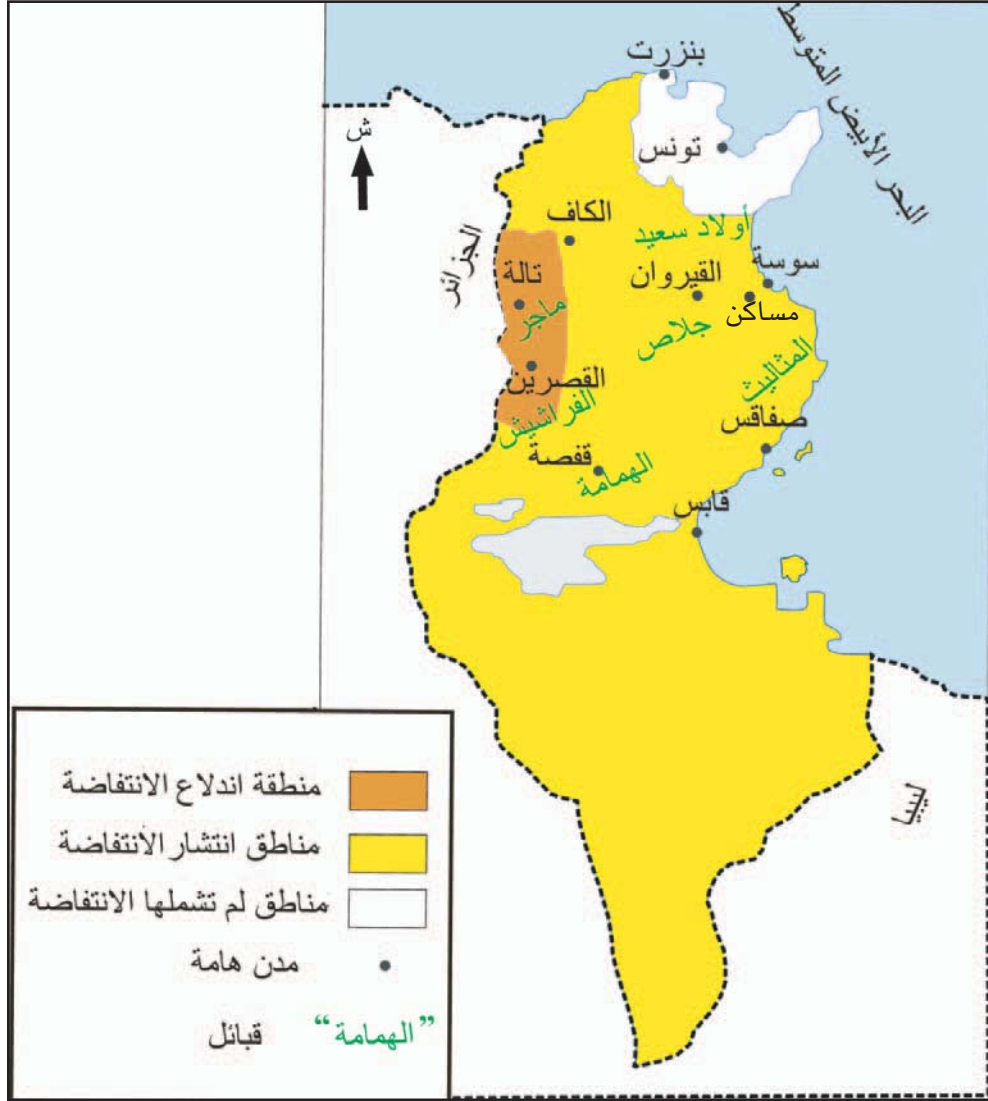 البحر الأبيض المتوسط
بنزرت
ش
تونس
الكاف
أولاد سعيد
الجزائر
سوسة
القيروان
تالة
مساكن
ماجر
جلاص
المثاليث
القصرين
الفراشيش
صفاقس
قفصة
الهمامة
قابس
ليبيا
منطقة اندلاع الانتفاضة
مناطق انتشار الانتفاضة
مناطق لم تشملها الانتفاضة
مدن هامة
”الهمامة“ قبائل